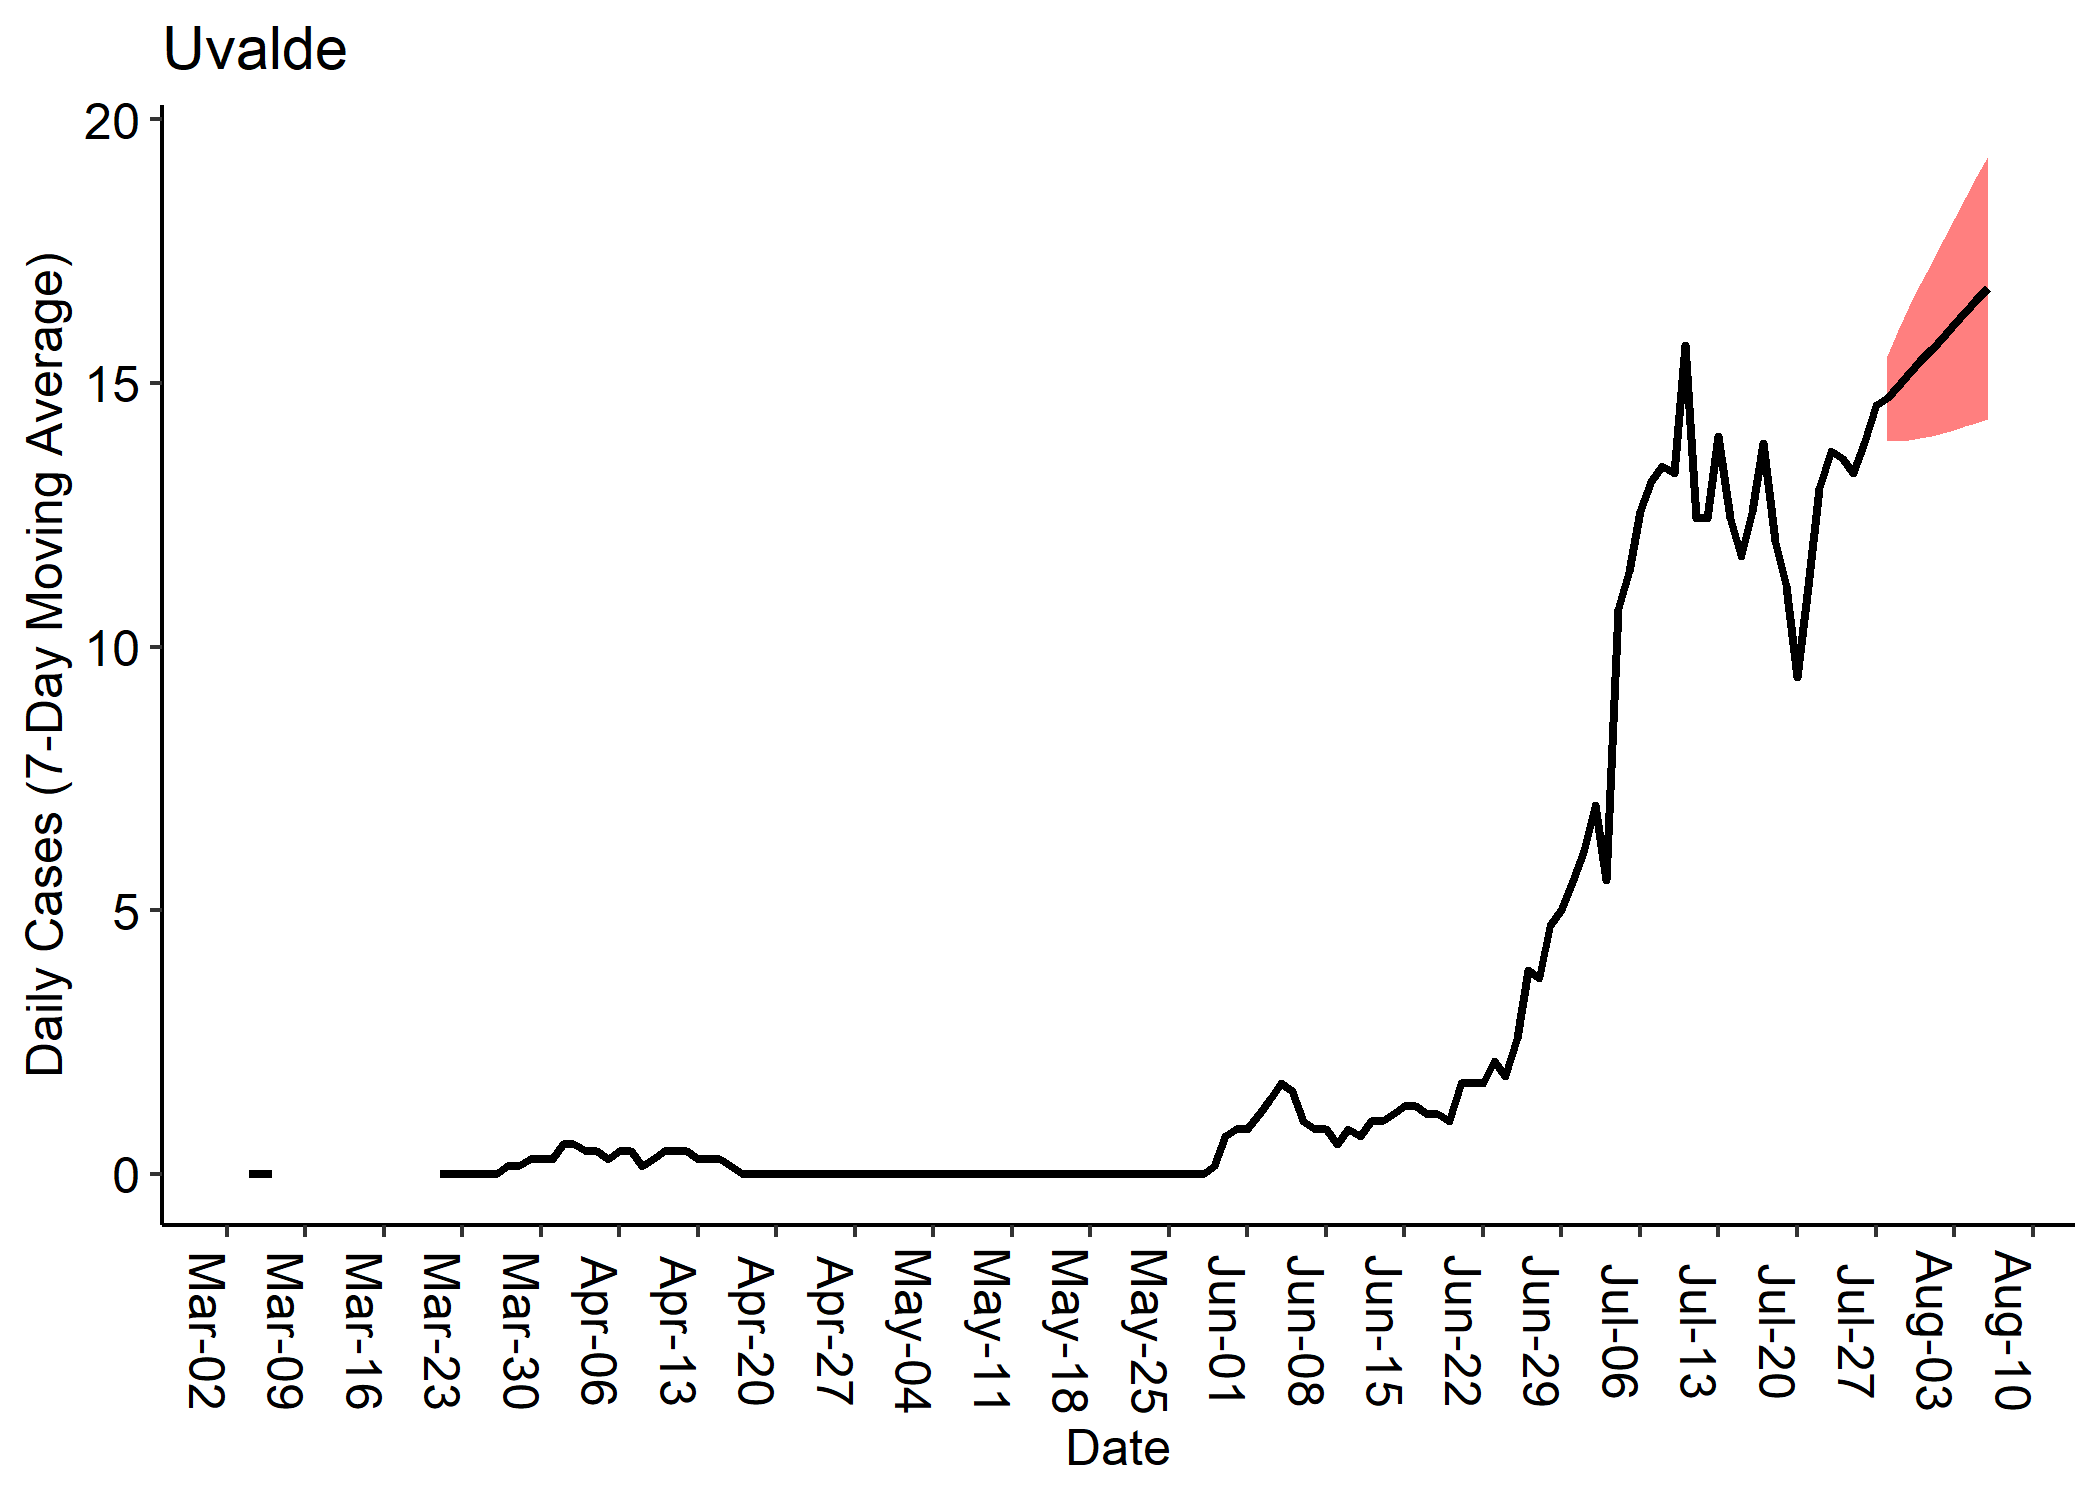 Uvalde
Daily Cases (7-Day Moving Average)
20
15
10
5
0
Mar-02
Mar-09
Mar-16
Mar-23
Mar-30
Apr-06
Apr-13
Apr-20
Apr-27
May-04
May-11
May-18
May-25
Jun-01
Jun-08
Jun-15
Jun-22
Jun-29
Jul-06
Jul-13
Jul-20
Jul-27
Aug-03
Aug-10
Date